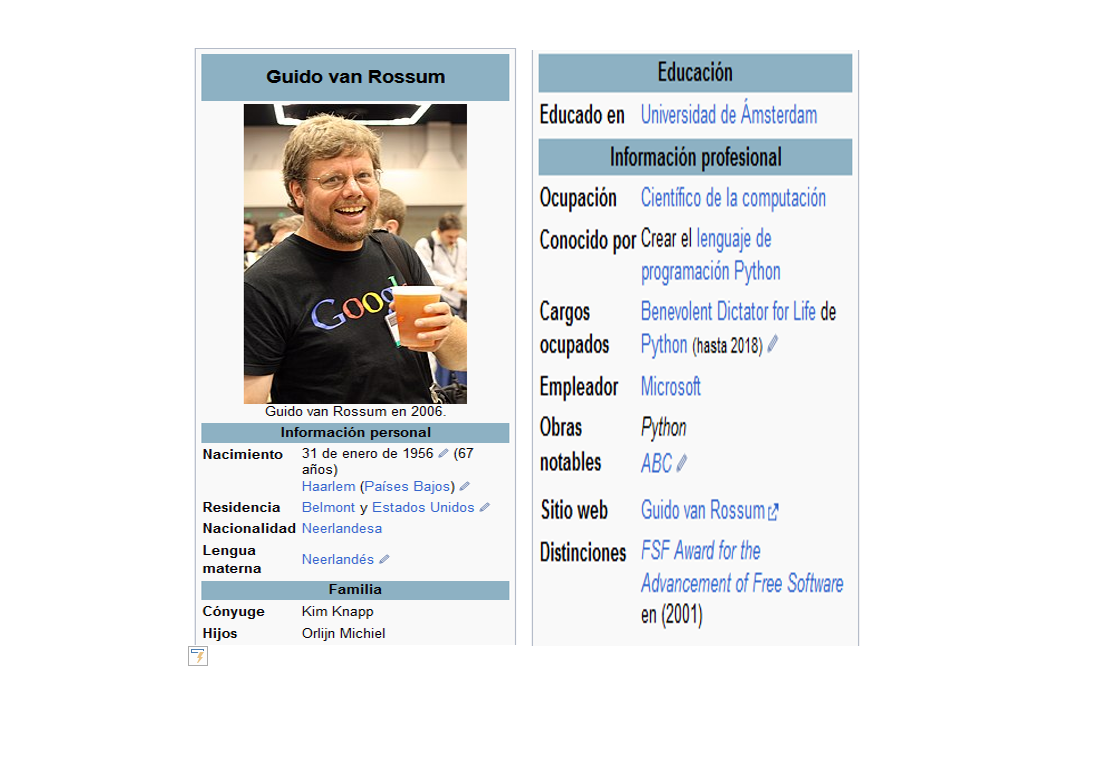 Guido van Rossum
Google
Guido van Rossum en 2006.
Información personal
Nacimiento 31 de enero de 1956 (67
años)
Haarlem (Países Bajos)
Residencia Belmont y Estados Unidos
Nacionalidad Neerlandesa
Lengua
materna Neerlandés
Familia
Cónyuge Kim Knapp
Hijos Orlijn Michiel
Educación
Educado en Universidad de Ámsterdam
Información profesional
Ocupación Científico de la computación
Conocido por Crear el lenguaje de
programación Python
Cargos Benevolent Dictator for Life de
ocupados Python (hasta 2018)
Empleador Microsoft
Obras Python
notables ABC
Sitio web Guido van Rossum
Distinciones FSF Award for the
Advancement of Free Software
en (2001)